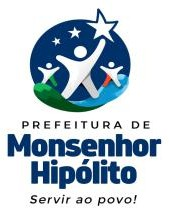 PREFEITURA DE
Monsenhor
Hipólito
Servir ao povo!